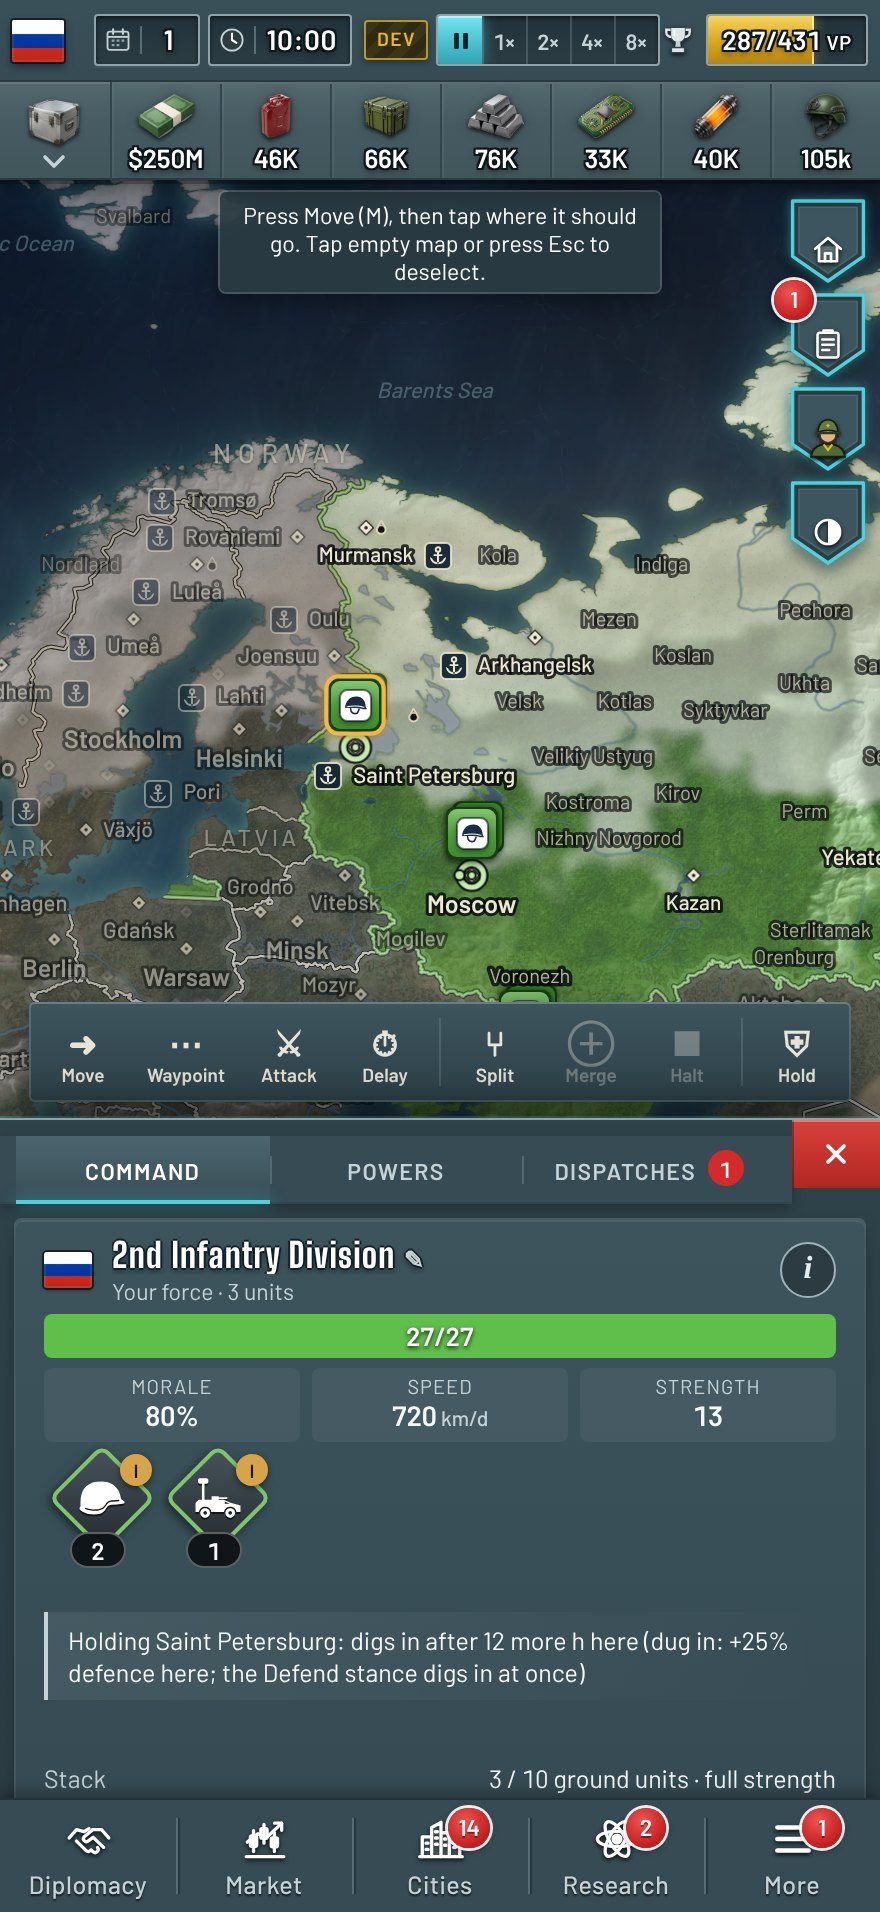 1
10:00
DEV
1×
2×
4×
8×
287/431 VP
$250M
46K
66K
76K
33K
40K
105k
Svalbard
c Ocean
Press Move (M), then tap where it should
go. Tap empty map or press Esc to
deselect.
1
Barents Sea
NORWAY
Tromsø
Rovaniemi
Murmansk
Kola
Nordland
Indiga
Luleå
Oulu
Mezen
Pechora
Umeå
Joensuu
Arkhangelsk
Koslan
Sa
dheim
Lahti
Velsk
Kotlas
Ukhta
Syktyvkar
Stockholm
Helsinki
Velikiy Ustyug
Se
o
Saint Petersburg
Pori
Kostroma
Kirov
Perm
Växjö
LATVIA
Nizhny Novgorod
ARK
Yekate
nhagen
Grodno
Vitebsk
Moscow
Kazan
Gdańsk
Minsk
Mogilev
Sterlitamak
Orenburg
Berlin
Warsaw
Mozyr
Voronezh
Aktobe
art
Move
Waypoint
Attack
Delay
Split
Merge
Halt
Hold
COMMAND
POWERS
DISPATCHES 1
2nd Infantry Division
Your force · 3 units
i
27/27
MORALE
80%
SPEED
720 km/d
STRENGTH
13
I
I
2
1
Holding Saint Petersburg: digs in after 12 more h here (dug in: +25%
defence here; the Defend stance digs in at once)
Stack
3 / 10 ground units · full strength
14
2
1
Diplomacy
Market
Cities
Research
More